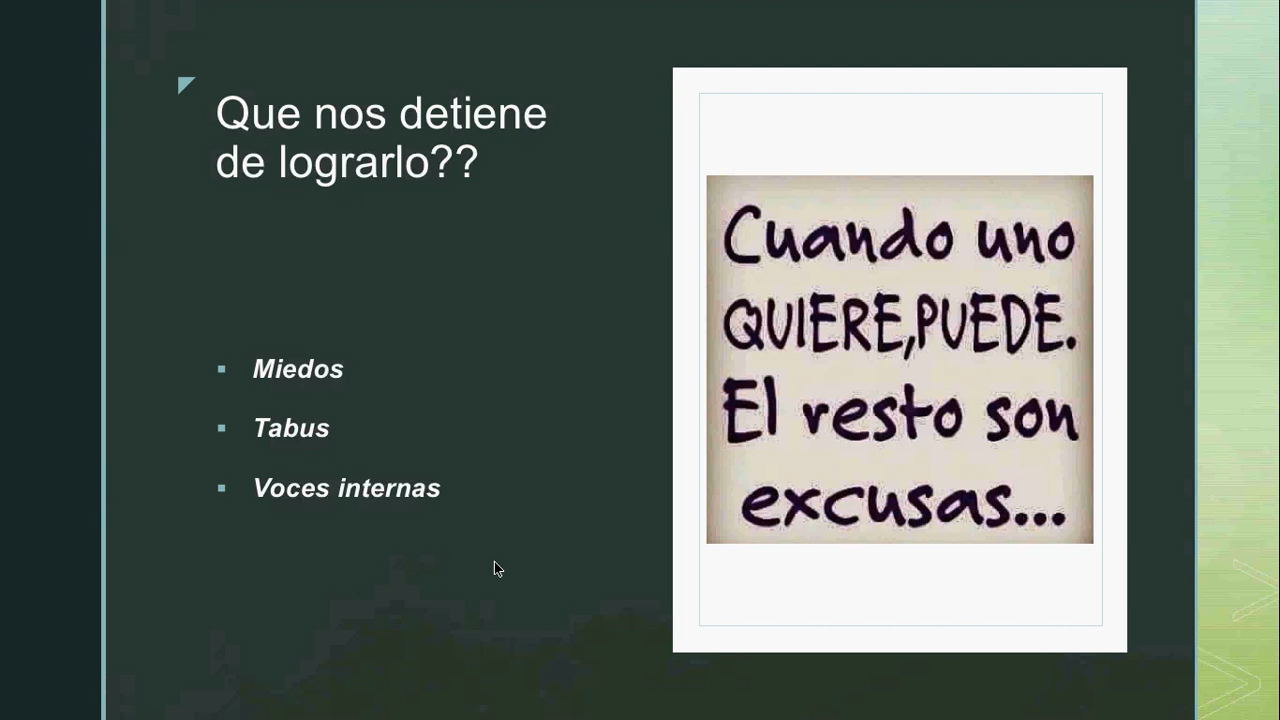 Que nos detiene
de lograrlo??
Miedos
Tabus
Voces internas
Cuando uno
QUIERE,PUEDE.
El resto son
excusas...